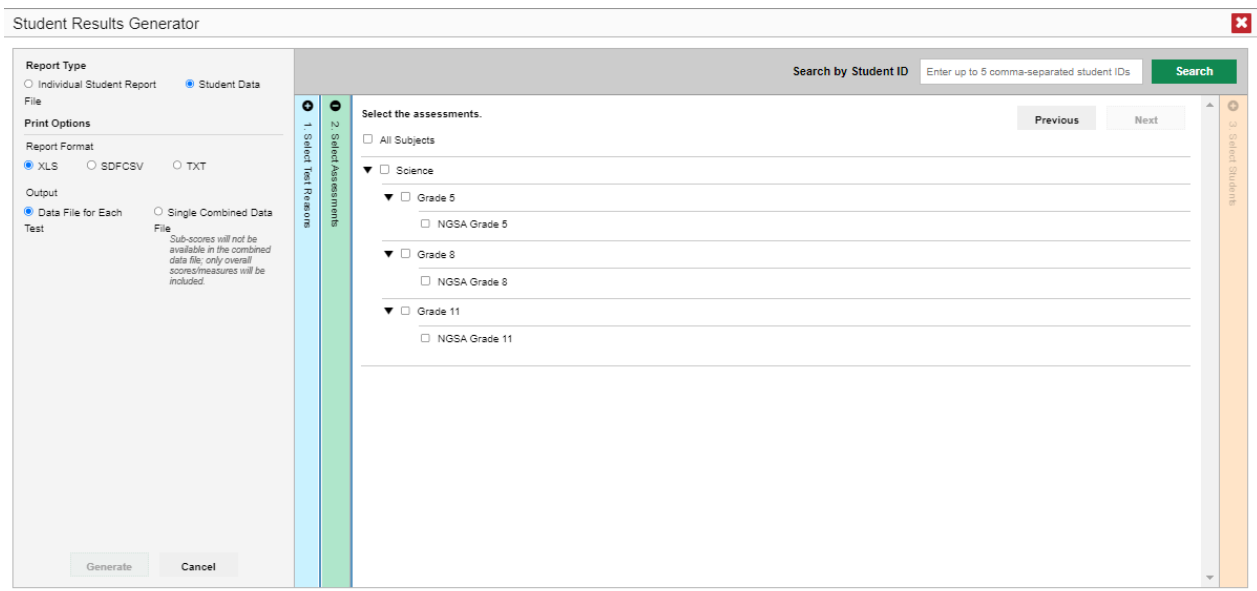 Student Results Generator
Report Type
Individual Student Report
Student Data
File
Print Options
Report Format
XLS
SDFCSV
TXT
Output
Data File for Each
Test
Single Combined Data
File
Sub-scores will not be
available in the combined
data file; only overall
scores/measures will be
included.
Generate
Cancel
Search by Student ID
Enter up to 5 comma-separated student IDs
Search
1. Select Test Reasons
2. Select Assessments
Select the assessments.
Previous
Next
All Subjects
Science
Grade 5
NGSA Grade 5
Grade 8
NGSA Grade 8
Grade 11
NGSA Grade 11
3. Select Students